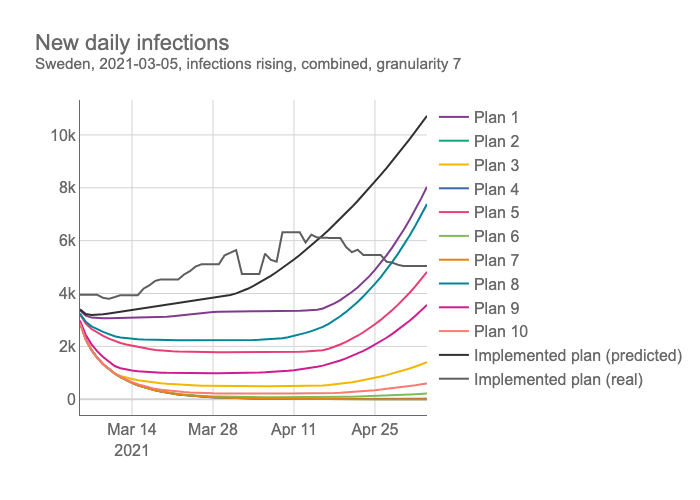 New daily infections
Sweden, 2021-03-05, infections rising, combined, granularity 7
10k
8k
6k
4k
2k
0
Mar 14
2021
Mar 28
Apr 11
Apr 25
Plan 1
Plan 2
Plan 3
Plan 4
Plan 5
Plan 6
Plan 7
Plan 8
Plan 9
Plan 10
Implemented plan (predicted)
Implemented plan (real)